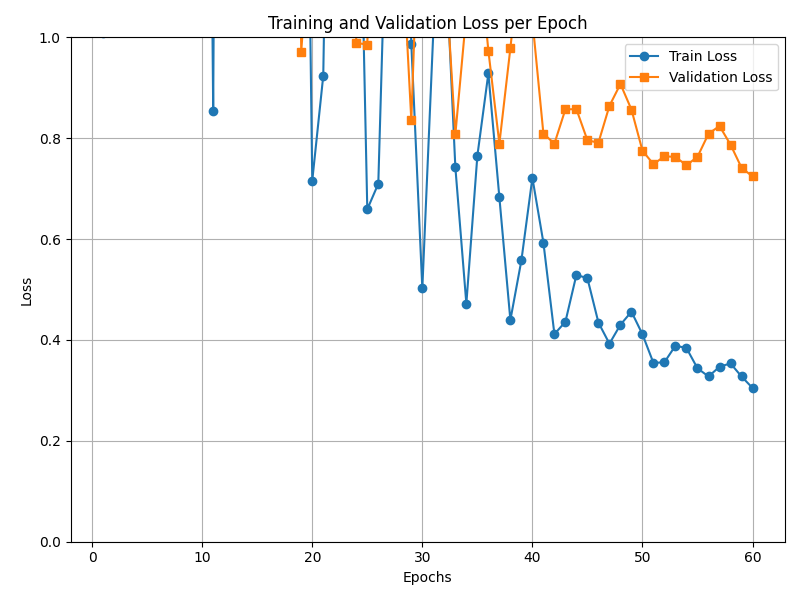 Training and Validation Loss per Epoch
Train Loss
Validation Loss
1.0
0.8
0.6
0.4
0.2
0.0
Loss
0 10 20 30 40 50 60
Epochs